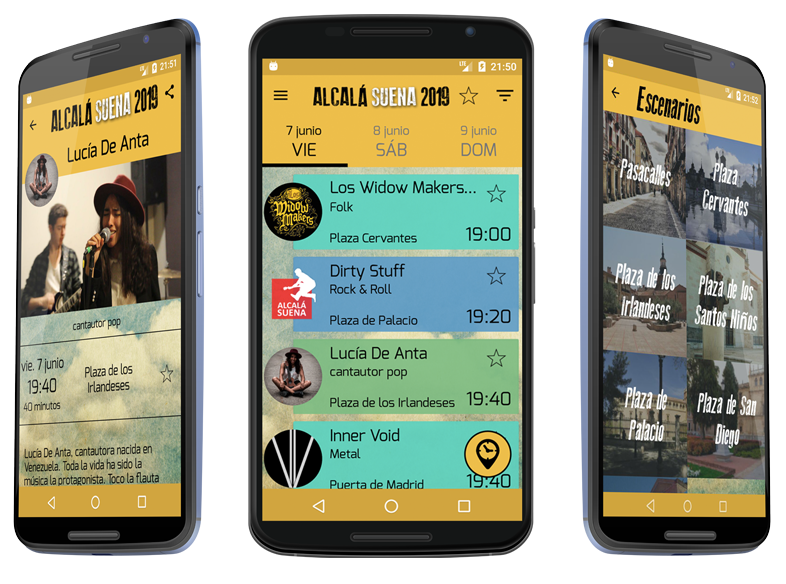 21:51
ALCALÁ SUENA 2019
Lucía De Anta
cantautor pop
vie. 7 junio
19:40
40 minutos
Plaza de los
Irlandeses
Lucía De Anta, cantautora nacida en
Venezuela. Toda la vida ha sido
la música la protagonista. Toco la flauta
LTE 21:50
ALCALÁ SUENA 2019
7 junio
VIE
8 junio
SÁB
9 junio
DOM
WIDOW
MAKERS
Los Widow Makers...
Folk
Plaza Cervantes
19:00
ALCALÁ
SUENA
Dirty Stuff
Rock & Roll
Plaza de Palacio
19:20
Lucía De Anta
cantautor pop
Plaza de los Irlandeses
19:40
Inner Void
Metal
Puerta de Madrid
19:40
21:52
Escenarios
Pasacalles
Plaza
Cervantes
Plaza de los
Irlandeses
Plaza de los
Santos Niños
Plaza de
Palacio
Plaza de San
Diego